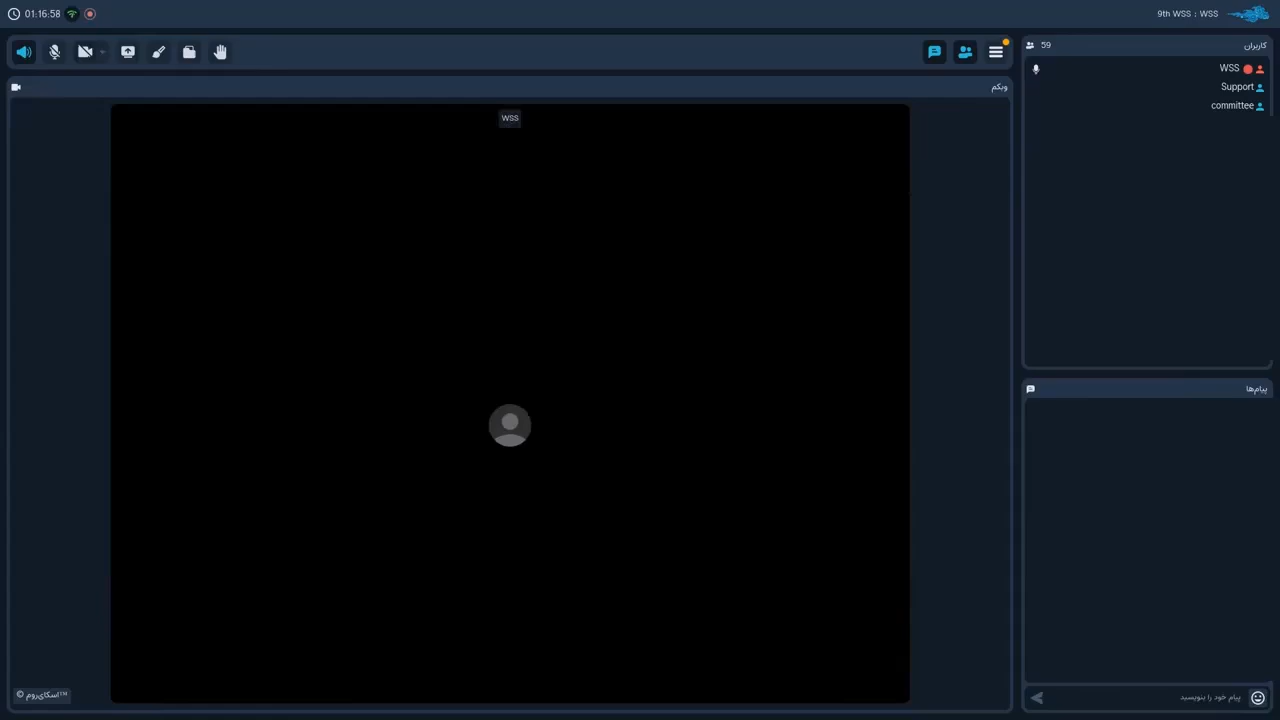 01:16:58
9th WSS : WSS
کاربران
59
WSS
Support
committee
وبکم
WSS
پیام‌ها
پیام خود را بنویسید
اسکای‌روم™ ©